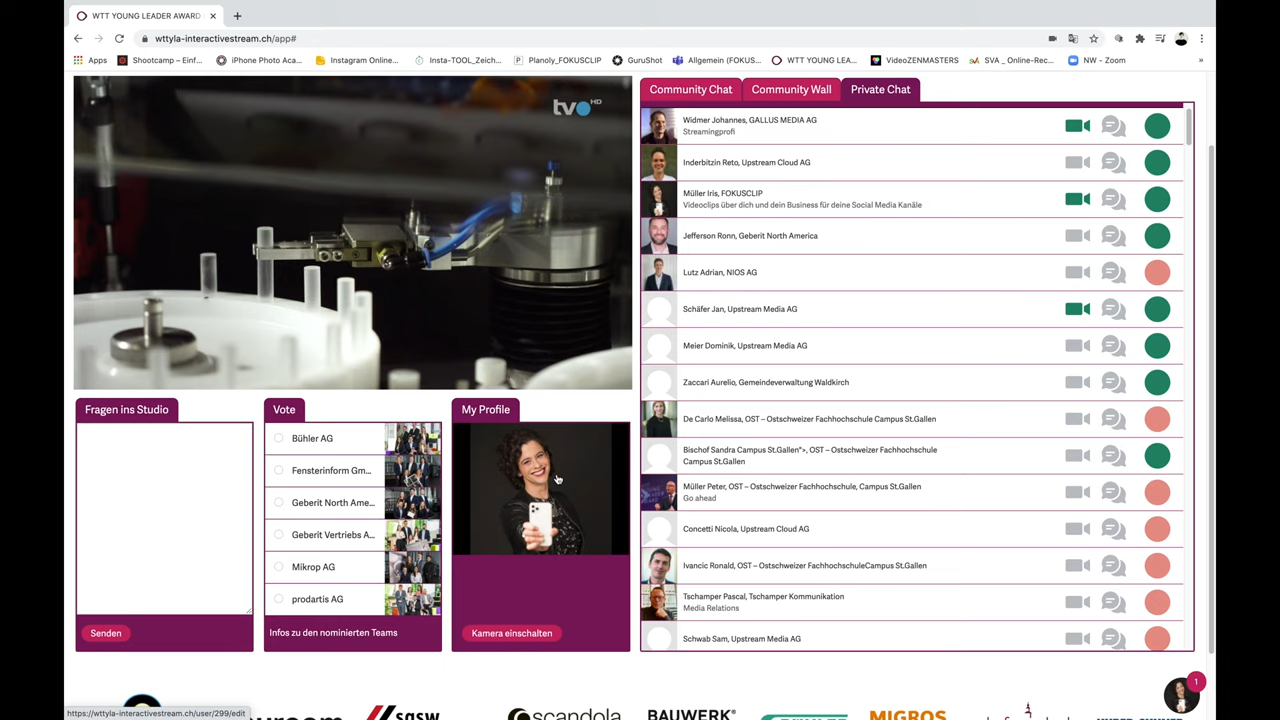 WTT YOUNG LEADER AWARD
wttyla-interactivestream.ch/app#
Apps
Shootcamp – Einf...
iPhone Photo Aca...
Instagram Online...
Insta-TOOL_Zeich...
Planoly_FOKUSCLIP
GuruShot
Allgemein (FOKUS...
WTT YOUNG LEA...
VideoZENMASTERS
SVA _ Online-Rec...
NW - Zoom
»
tvo HD
Community Chat
Community Wall
Private Chat
Widmer Johannes, GALLUS MEDIA AG
Streamingprofi
Inderbitzin Reto, Upstream Cloud AG
Müller Iris, FOKUSCLIP
Videoclips über dich und dein Business für deine Social Media Kanäle
Jefferson Ronn, Geberit North America
Lutz Adrian, NIOS AG
Schäfer Jan, Upstream Media AG
Meier Dominik, Upstream Media AG
Zaccari Aurelio, Gemeindeverwaltung Waldkirch
De Carlo Melissa, OST – Ostschweizer Fachhochschule Campus St.Gallen
Bischof Sandra Campus St.Gallen">, OST – Ostschweizer Fachhochschule
Campus St.Gallen
Müller Peter, OST – Ostschweizer Fachhochschule, Campus St.Gallen
Go ahead
Concetti Nicola, Upstream Cloud AG
Ivancic Ronald, OST – Ostschweizer FachhochschuleCampus St.Gallen
Tschamper Pascal, Tschamper Kommunikation
Media Relations
Schwab Sam, Upstream Media AG
Fragen ins Studio
Senden
Vote
Bühler AG
Fensterinform Gm...
Geberit North Ame...
Geberit Vertriebs A...
Mikrop AG
prodartis AG
Infos zu den nominierten Teams
My Profile
Kamera einschalten
1
https://wttyla-interactivestream.ch/user/299/edit
sgsw
scandola
BAUWERK
MIGROS